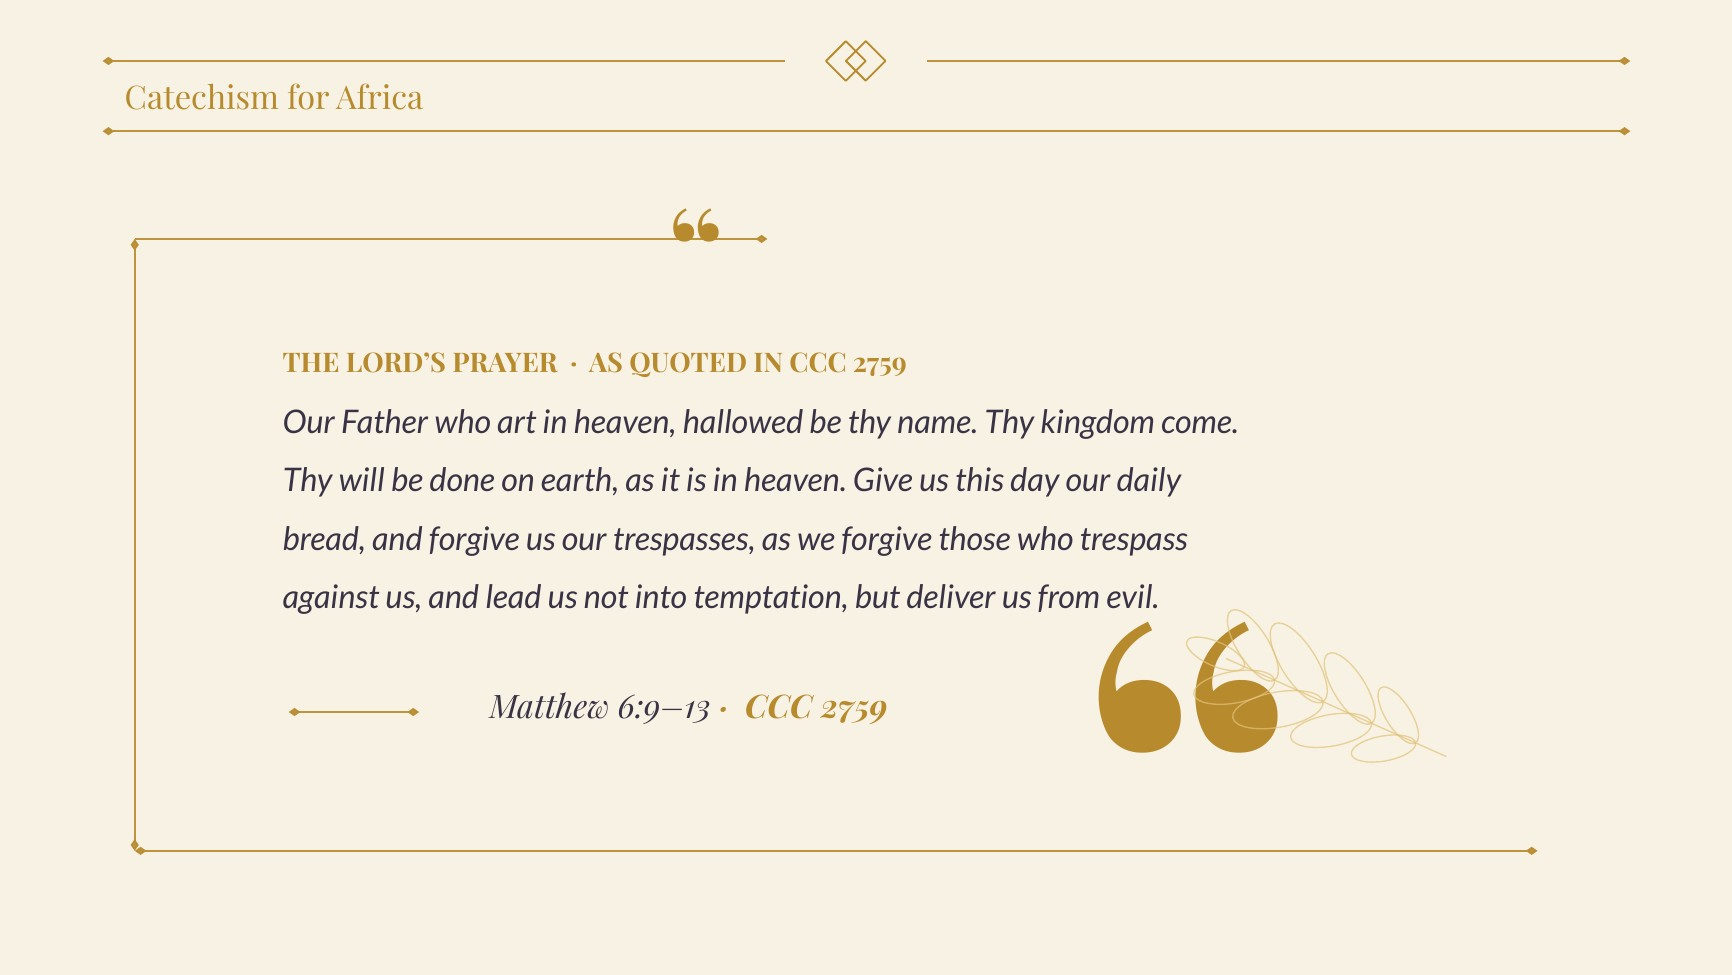 Catechism for Africa
THE LORD’S PRAYER · AS QUOTED IN CCC 2759
Our Father who art in heaven, hallowed be thy name. Thy kingdom come.
Thy will be done on earth, as it is in heaven. Give us this day our daily
bread, and forgive us our trespasses, as we forgive those who trespass
against us, and lead us not into temptation, but deliver us from evil.
Matthew 6:9–13 · CCC 2759